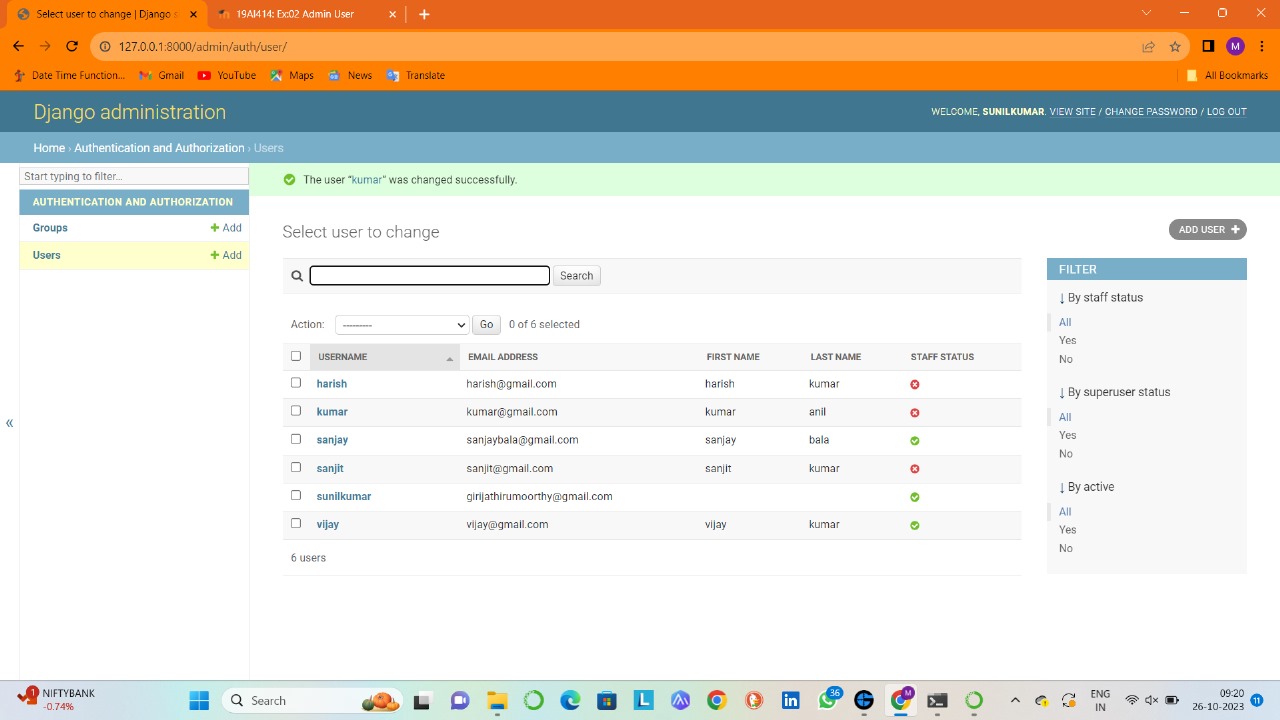 Select user to change | Django s
19AI414: Ex:02 Admin User
127.0.0.1:8000/admin/auth/user/
M
Date Time Function... Gmail YouTube Maps News Translate All Bookmarks
Django administration
WELCOME, SUNILKUMAR. VIEW SITE / CHANGE PASSWORD / LOG OUT
Home › Authentication and Authorization › Users
Start typing to filter...
AUTHENTICATION AND AUTHORIZATION
Groups + Add
Users + Add
«
The user “kumar” was changed successfully.
Select user to change
ADD USER +
Search
Action: --------- Go 0 of 6 selected
USERNAME EMAIL ADDRESS FIRST NAME LAST NAME STAFF STATUS
harish harish@gmail.com harish kumar
kumar kumar@gmail.com kumar anil
sanjay sanjaybala@gmail.com sanjay bala
sanjit sanjit@gmail.com sanjit kumar
sunilkumar girijathirumoorthy@gmail.com
vijay vijay@gmail.com vijay kumar
6 users
FILTER
↓ By staff status
All
Yes
No
↓ By superuser status
All
Yes
No
↓ By active
All
Yes
No
1
NIFTYBANK
-0.74%
Search
L
in
36
M
ENG
IN
09:20
26-10-2023
11